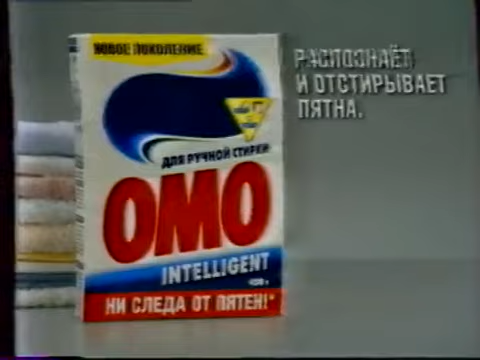 НОВОЕ ПОКОЛЕНИЕ
РАСПОЗНАЁТ
И ОТСТИРЫВАЕТ
ПЯТНА.
ДЛЯ РУЧНОЙ СТИРКИ
OMO
INTELLIGENT
НИ СЛЕДА ОТ ПЯТЕН!*